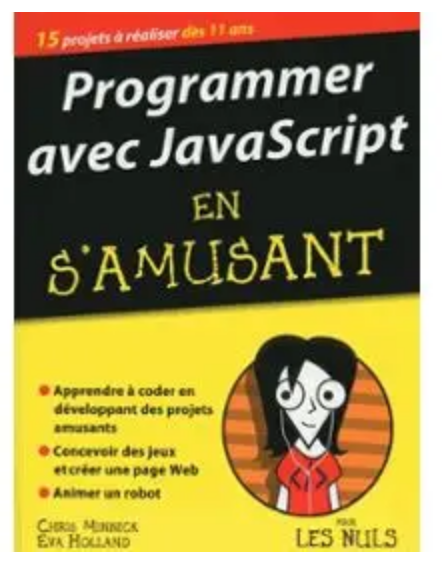 15 projets à réaliser dès 11 ans
Programmer
avec JavaScript
EN
S'AMUSANT
Apprendre à coder en
développant des projets
amusants
Concevoir des jeux
et créer une page Web
Animer un robot
CHRIS MINNICK
EVA HOLLAND
POUR
LES NULS